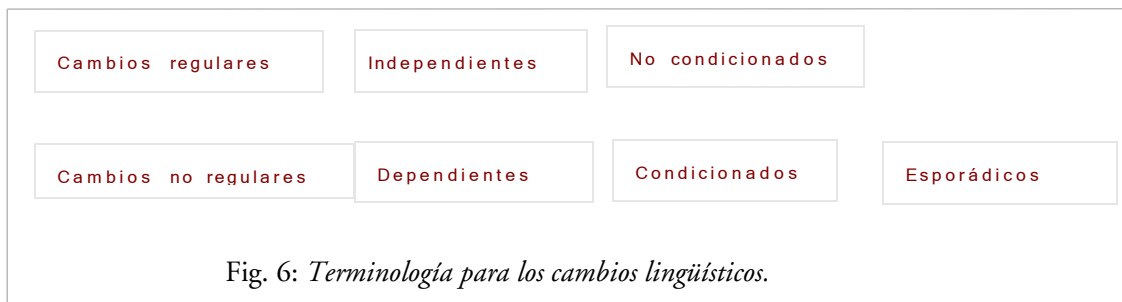 Cambios regulares Independientes No condicionados
Cambios no regulares Dependientes Condicionados Esporádicos
Fig. 6: Terminología para los cambios lingüísticos.